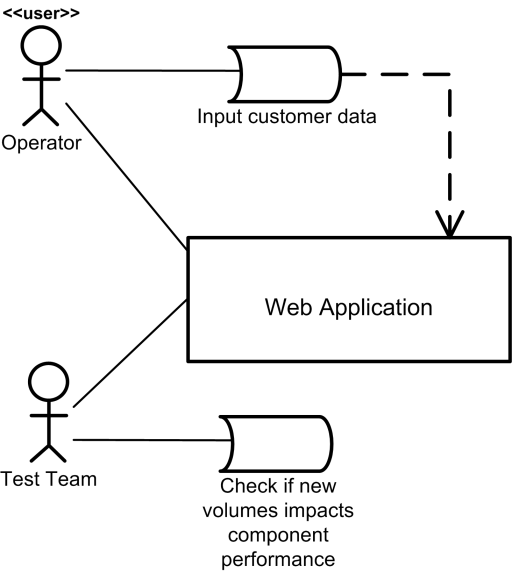 <<user>>
Operator
Input customer data
Web Application
Test Team
Check if new
volumes impacts
component
performance